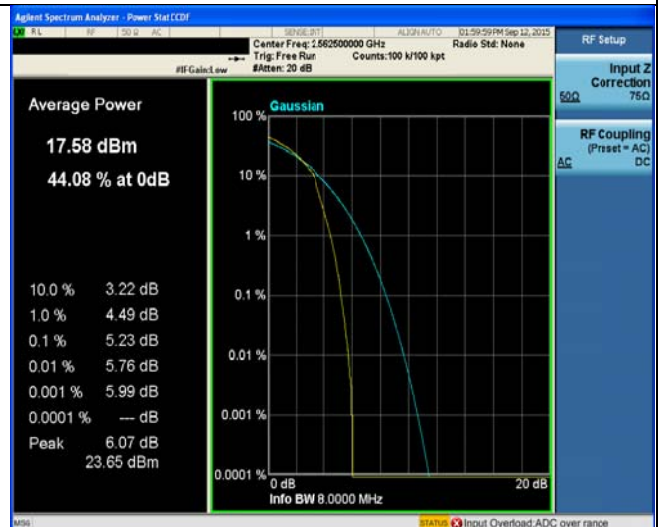 Agilent Spectrum Analyzer - Power Stat CCDF
RL RF 50 Ω AC SENSE:INT ALIGN AUTO 01:59:59 PM Sep 12, 2015
Center Freq: 2.562500000 GHz Radio Std: None
Trig: Free Run Counts:100 k/100 kpt
#IFGain:Low #Atten: 20 dB
RF Setup
Input Z
Correction
50Ω 75Ω
RF Coupling
(Preset = AC)
AC DC
Average Power
17.58 dBm
44.08 % at 0dB
10.0 % 3.22 dB
1.0 % 4.49 dB
0.1 % 5.23 dB
0.01 % 5.76 dB
0.001 % 5.99 dB
0.0001 % --- dB
Peak 6.07 dB
23.65 dBm
Gaussian
100 %
10 %
1 %
0.1 %
0.01 %
0.001 %
0.0001 %
0 dB 20 dB
Info BW 8.0000 MHz
MSG STATUS Input Overload:ADC over range